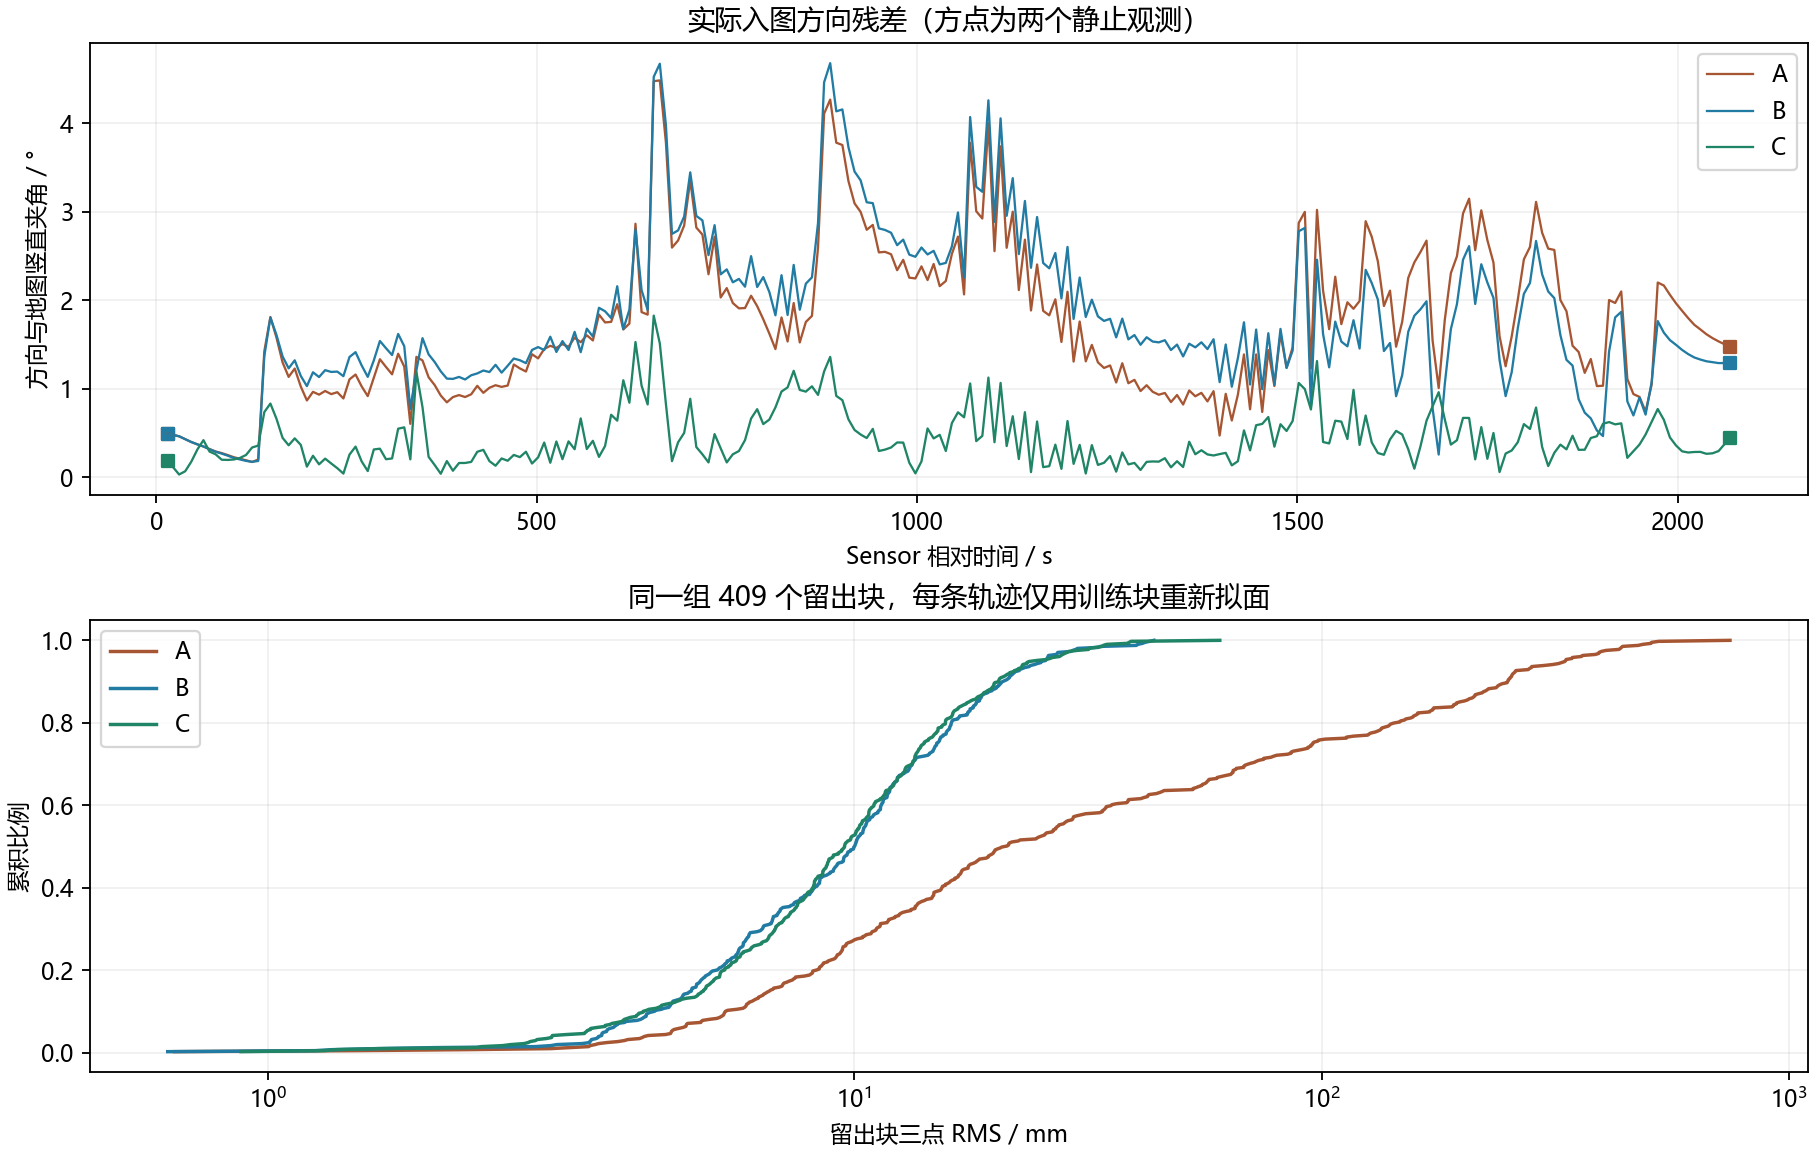 实际入图方向残差（方点为两个静止观测）
方向与地图竖直夹角 / °
4
3
2
1
0
A
B
C
0
500
1000
1500
2000
Sensor 相对时间 / s
同一组 409 个留出块，每条轨迹仅用训练块重新拟面
累积比例
1.0
0.8
0.6
0.4
0.2
0.0
A
B
C
10⁰
10¹
10²
10³
留出块三点 RMS / mm